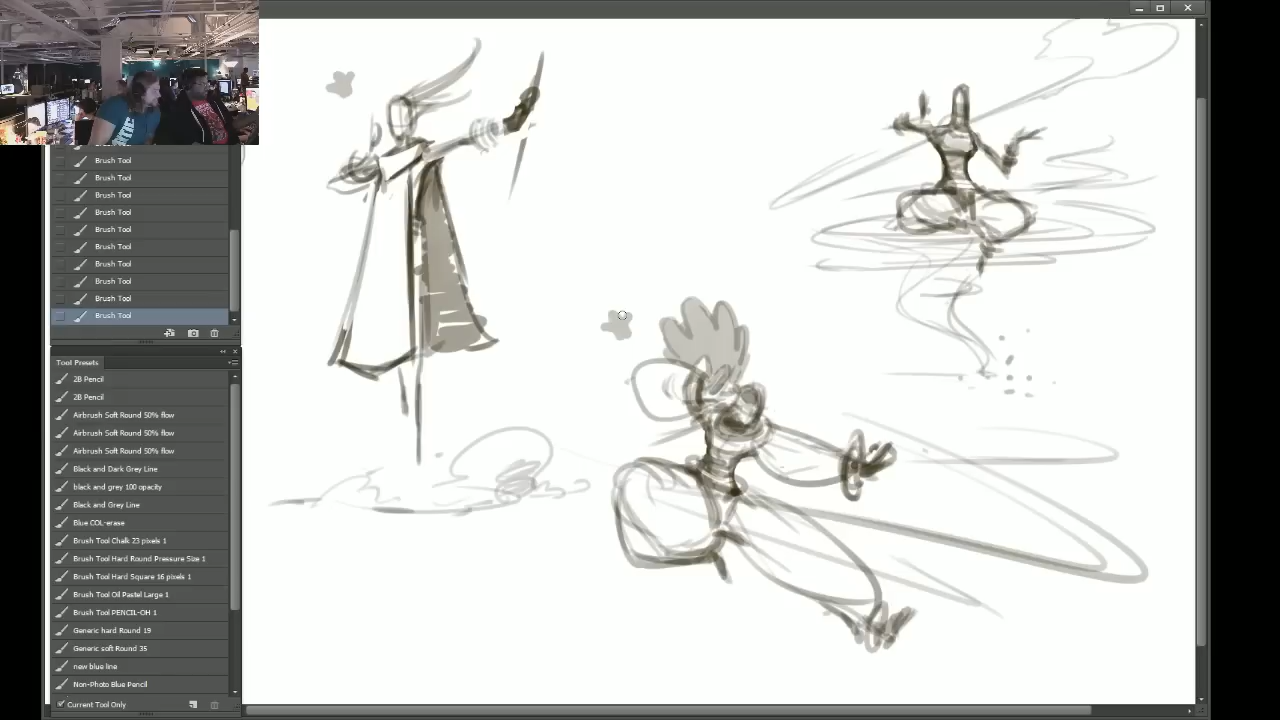 Brush Tool
Brush Tool
Brush Tool
Brush Tool
Brush Tool
Brush Tool
Brush Tool
Brush Tool
Brush Tool
Brush Tool
Tool Presets
2B Pencil
2B Pencil
Airbrush Soft Round 50% flow
Airbrush Soft Round 50% flow
Airbrush Soft Round 50% flow
Black and Dark Grey Line
black and grey 100 opacity
Black and Grey Line
Blue COL-erase
Brush Tool Chalk 23 pixels 1
Brush Tool Hard Round Pressure Size 1
Brush Tool Hard Square 16 pixels 1
Brush Tool Oil Pastel Large 1
Brush Tool PENCIL-OH 1
Generic hard Round 19
Generic soft Round 35
new blue line
Non-Photo Blue Pencil
Current Tool Only